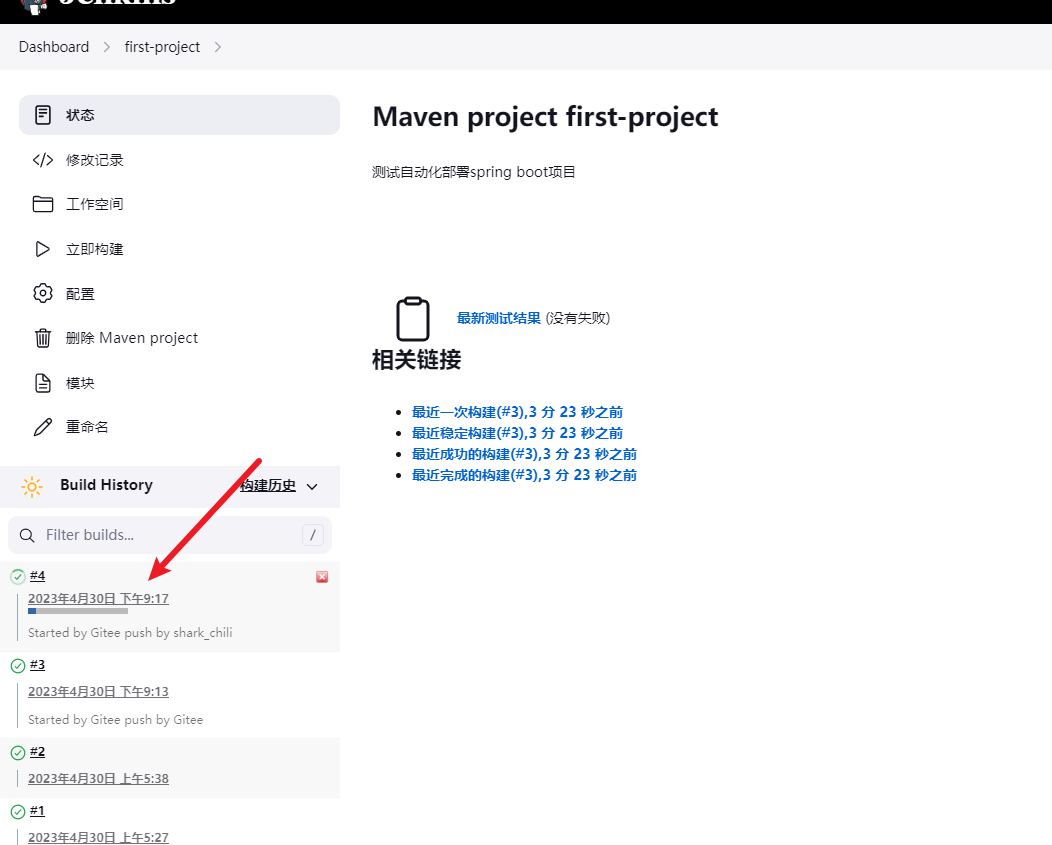 Jenkins
Dashboard > first-project >
状态
修改记录
工作空间
立即构建
配置
删除 Maven project
模块
重命名
Build History
构建历史
Filter builds...
/
#4
2023年4月30日 下午9:17
Started by Gitee push by shark_chili
#3
2023年4月30日 下午9:13
Started by Gitee push by Gitee
#2
2023年4月30日 上午5:38
#1
2023年4月30日 上午5:27
Maven project first-project
测试自动化部署spring boot项目
最新测试结果 (没有失败)
相关链接
最近一次构建(#3),3 分 23 秒之前
最近稳定构建(#3),3 分 23 秒之前
最近成功的构建(#3),3 分 23 秒之前
最近完成的构建(#3),3 分 23 秒之前